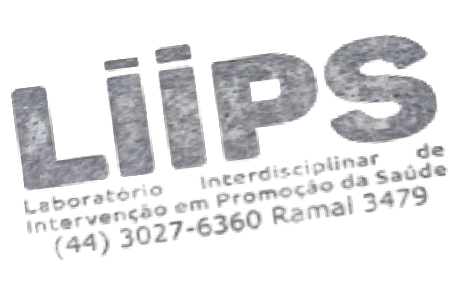 LiiPS
Laboratório Interdisciplinar de
Intervenção em Promoção da Saúde
(44) 3027-6360 Ramal 3479